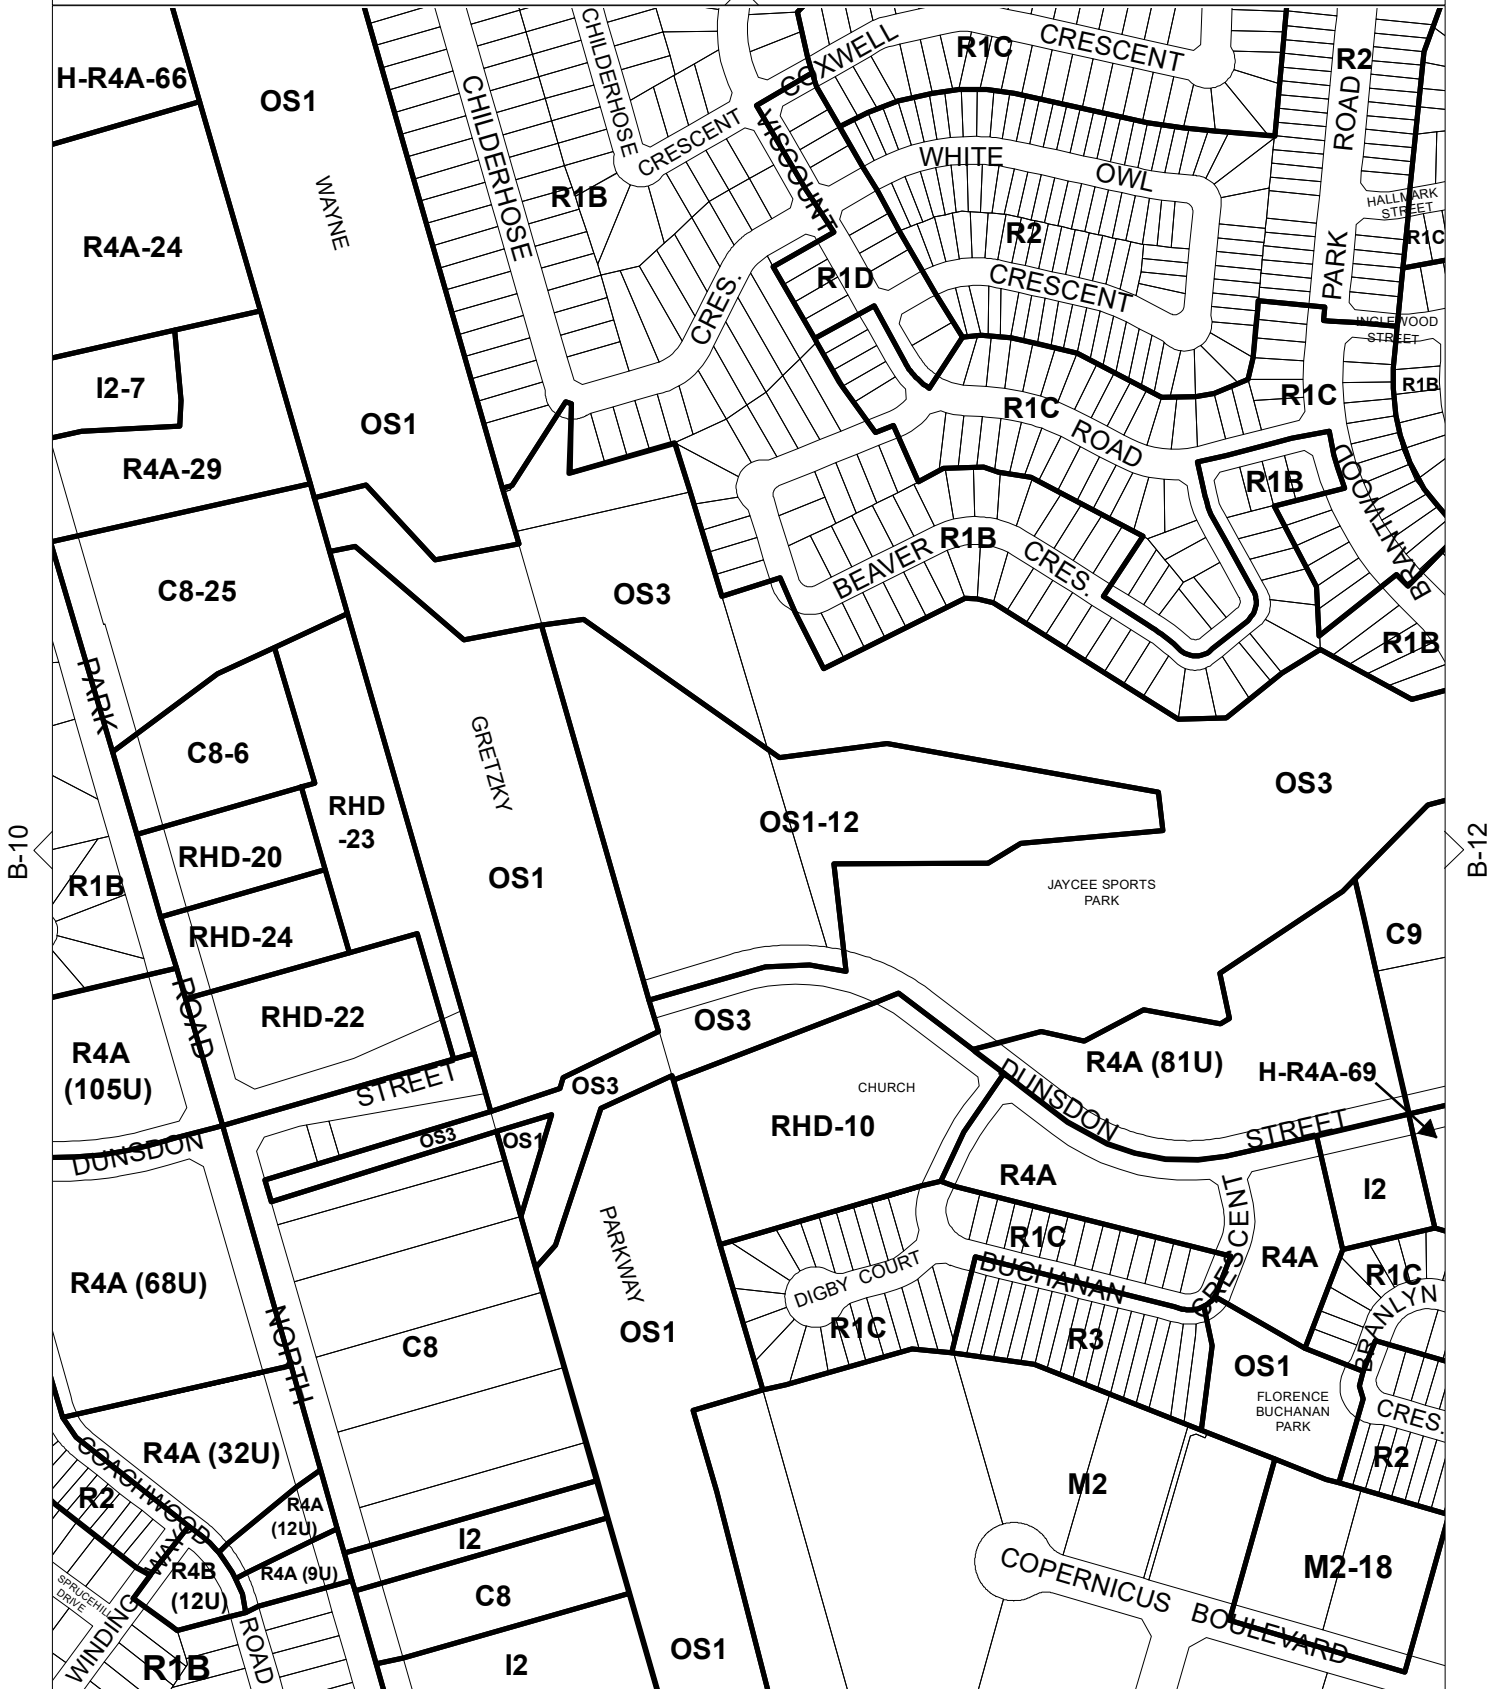 CHILDERHOSE
COXWELL
R1C
CRESCENT
H-R4A-66
OS1
R2
ROAD
CHILDERHOSE
CRESCENT
VISCOUNT
WHITE
OWL
WAYNE
R1B
HALLMARK
STREET
R4A-24
R2
R1C
R1D
CRESCENT
PARK
CRES.
INGLEWOOD
STREET
I2-7
R1B
R1C
R1C
OS1
ROAD
R4A-29
R1B
BRANTWOOD
R1B
BEAVER
CRES.
C8-25
OS3
R1B
PARK
C8-6
GRETZKY
OS3
RHD
-23
OS1-12
B-10
B-12
RHD-20
R1B
OS1
JAYCEE SPORTS
PARK
RHD-24
C9
ROAD
RHD-22
OS3
R4A
(105U)
R4A (81U)
H-R4A-69
STREET
OS3
CHURCH
DUNSDON
RHD-10
STREET
DUNSDON
OS3
OS1
R4A
I2
CRESCENT
R1C
R4A
R4A (68U)
PARKWAY
DIGBY COURT
BUCHANAN
R1C
BRANLYN
NORTH
C8
OS1
R1C
R3
OS1
FLORENCE
BUCHANAN
PARK
CRES.
COACHWOOD
R4A (32U)
R2
R2
M2
R4A
(12U)
I2
WAY
R4B
(12U)
R4A (9U)
COPERNICUS
BOULEVARD
M2-18
SPRUCEHILL
DRIVE
C8
WINDING
ROAD
R1B
I2
OS1